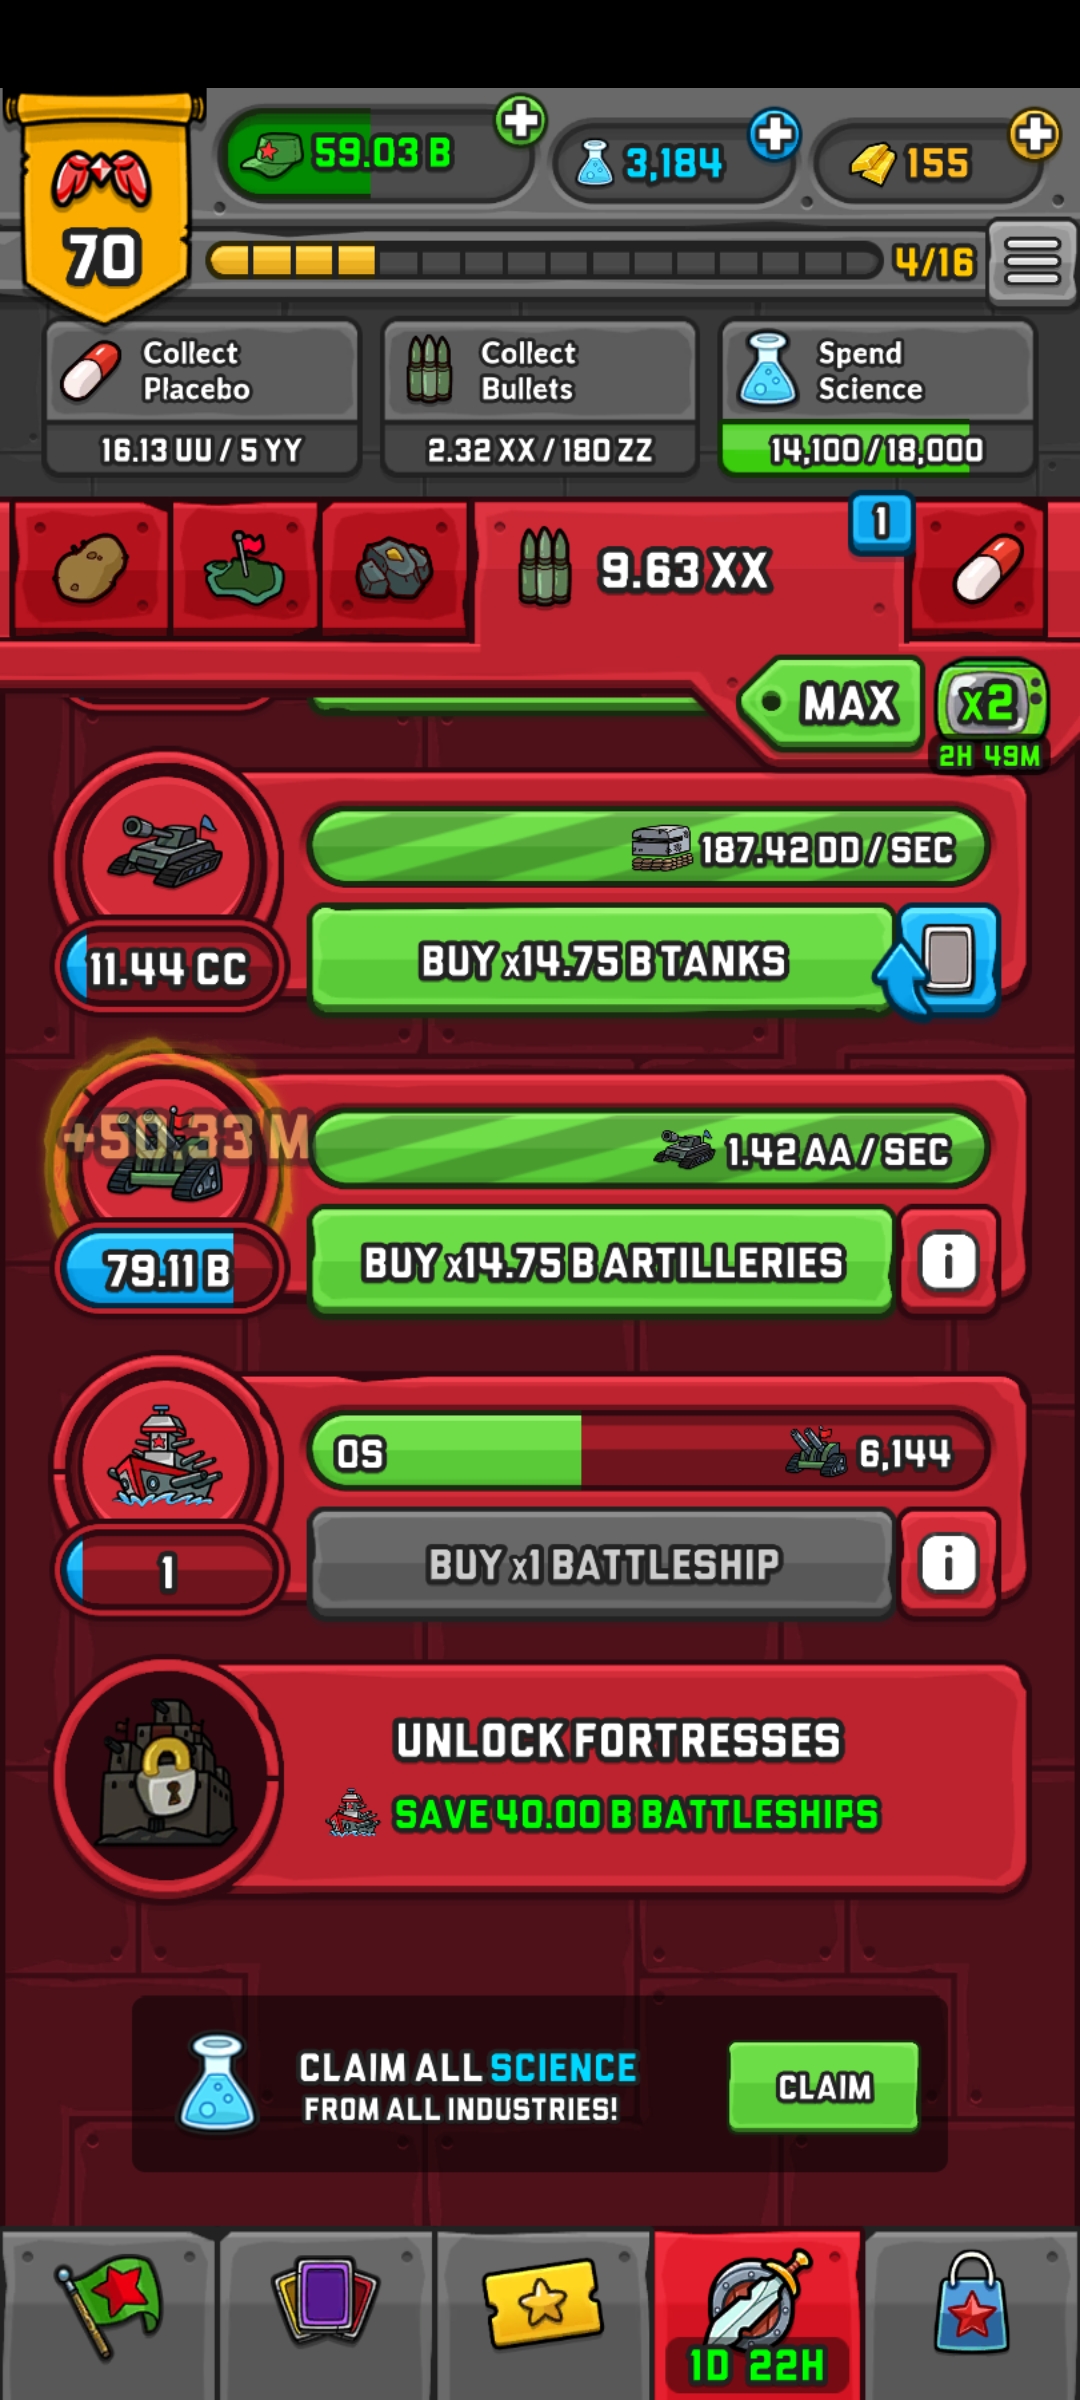 59.03 B
3,184
155
70
4/16
Collect
Placebo
16.13 UU / 5 YY
Collect
Bullets
2.32 XX / 180 ZZ
Spend
Science
14,100 / 18,000
9.63 XX
1
MAX
x2
2H 49M
187.42 DD / SEC
11.44 CC
BUY x14.75 B TANKS
+50.33 M
1.42 AA / SEC
79.11 B
BUY x14.75 B ARTILLERIES
i
0S
6,144
1
BUY x1 BATTLESHIP
i
UNLOCK FORTRESSES
SAVE 40.00 B BATTLESHIPS
CLAIM ALL SCIENCE
FROM ALL INDUSTRIES!
CLAIM
1D 22H